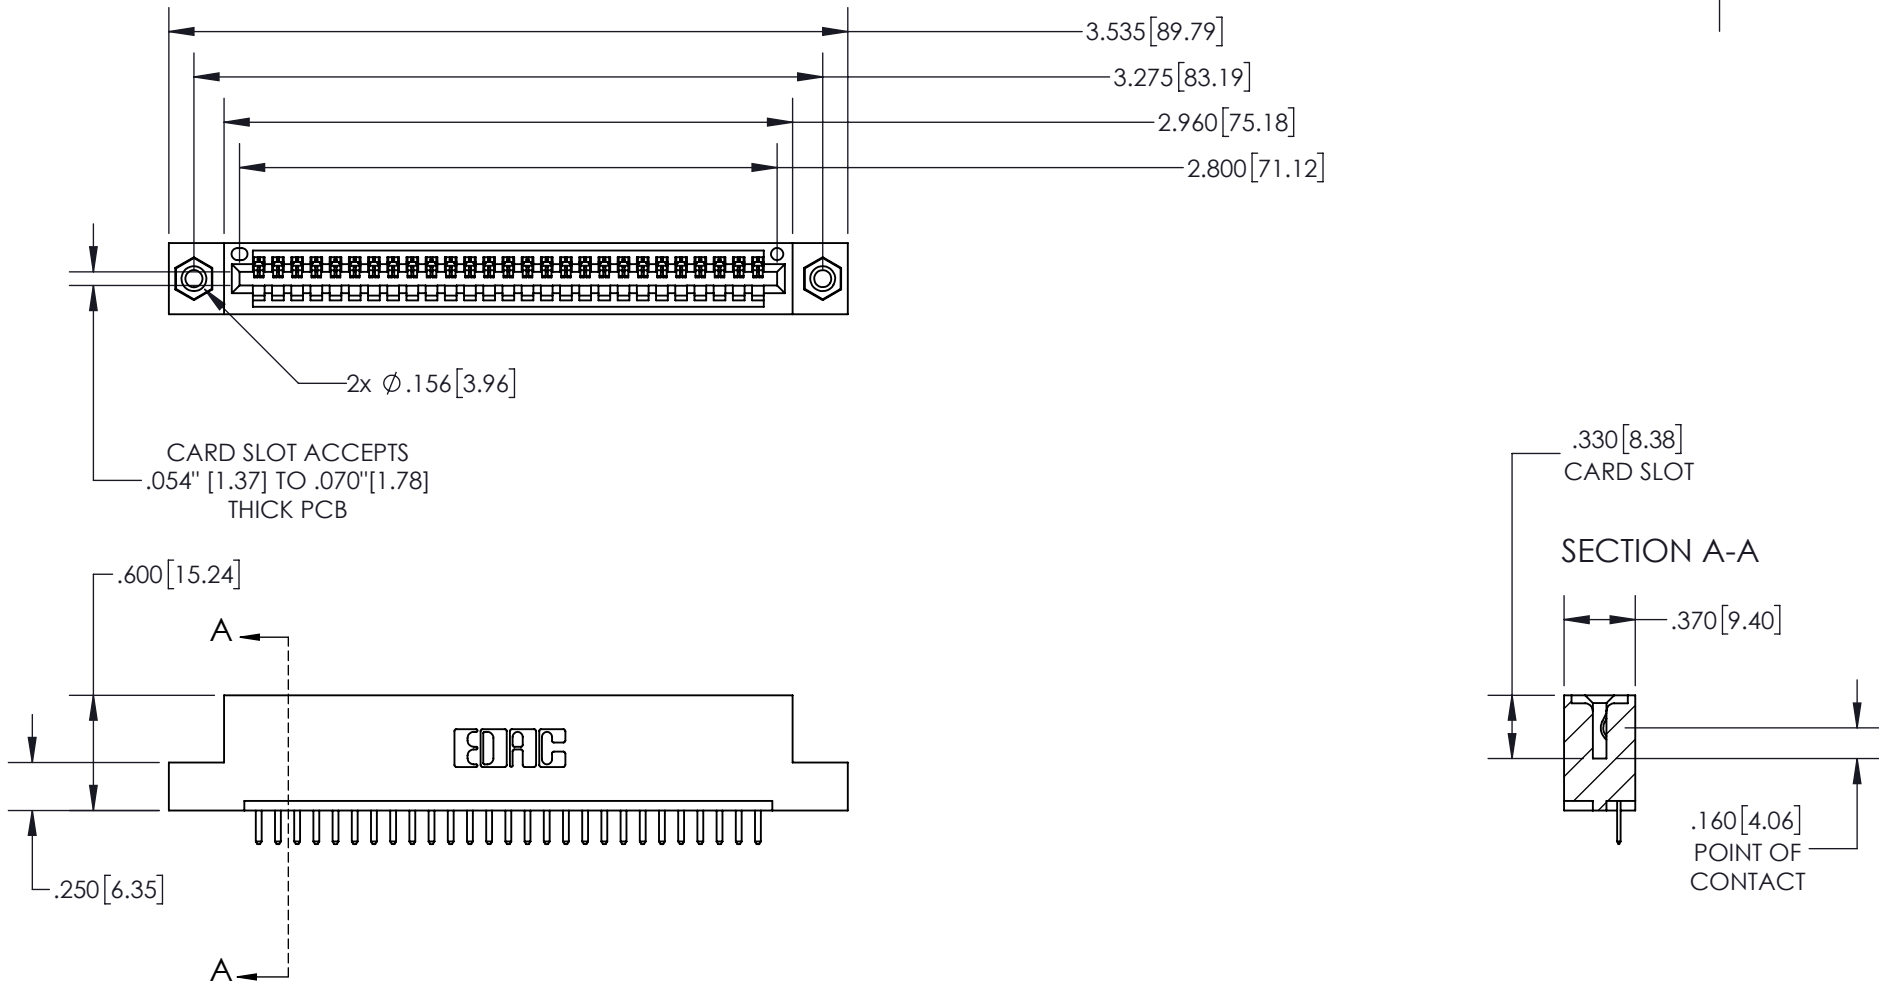 3.535[89.79]
3.275[83.19]
2.960[75.18]
2.800[71.12]
2x ⌀.156[3.96]
CARD SLOT ACCEPTS
.054" [1.37] TO .070"[1.78]
THICK PCB
.330[8.38]
CARD SLOT
SECTION A-A
.600[15.24]
.370[9.40]
A
EDAC
.160[4.06]
POINT OF
CONTACT
.250[6.35]
A